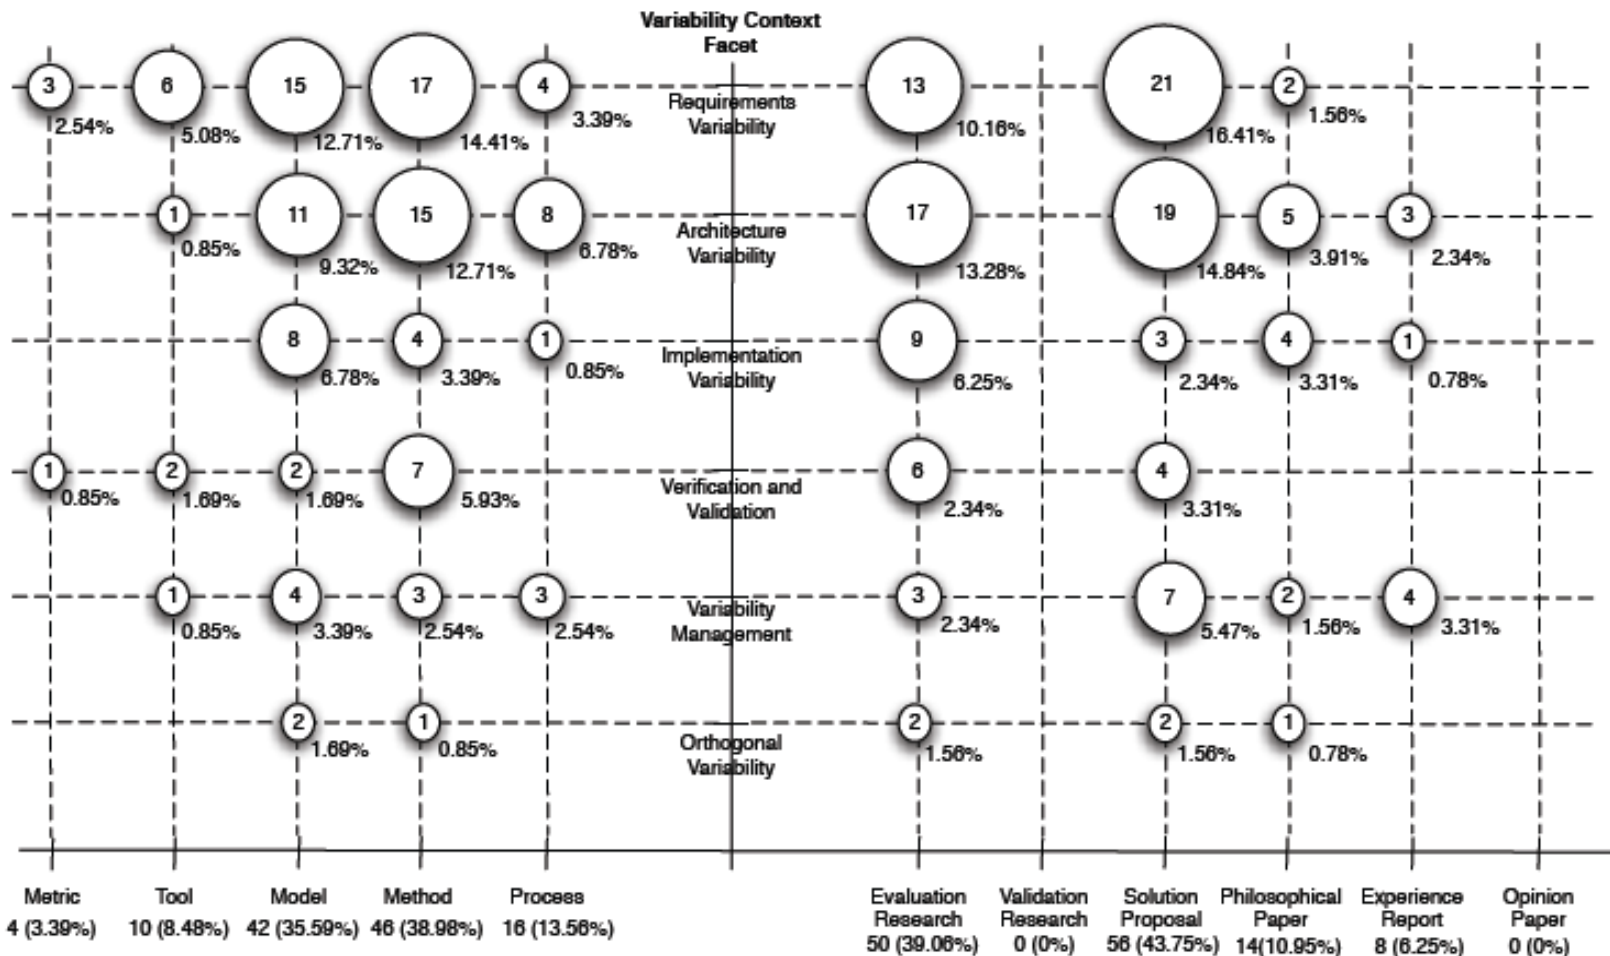 Variability Context
Facet
3 6 15 17 4 13 21 2
2.54% 5.08% 12.71% 14.41% 3.39% 10.16% 16.41% 1.56%
Requirements
Variability
1 11 15 8 17 19 5 3
0.85% 9.32% 12.71% 6.78% 13.28% 14.84% 3.91% 2.34%
Architecture
Variability
8 4 1 9 3 4 1
6.78% 3.39% 0.85% 6.25% 2.34% 3.31% 0.78%
Implementation
Variability
1 2 2 7 6 4
0.85% 1.69% 1.69% 5.93% 2.34% 3.31%
Verification and
Validation
1 4 3 3 3 7 2 4
0.85% 3.39% 2.54% 2.54% 2.34% 5.47% 1.56% 3.31%
Variability
Management
2 1 2 2 1
1.69% 0.85% 1.56% 1.56% 0.78%
Orthogonal
Variability
Metric
4 (3.39%)
Tool
10 (8.48%)
Model
42 (35.59%)
Method
46 (38.98%)
Process
16 (13.56%)
Evaluation
Research
50 (39.06%)
Validation
Research
0 (0%)
Solution
Proposal
56 (43.75%)
Philosophical
Paper
14(10.95%)
Experience
Report
8 (6.25%)
Opinion
Paper
0 (0%)